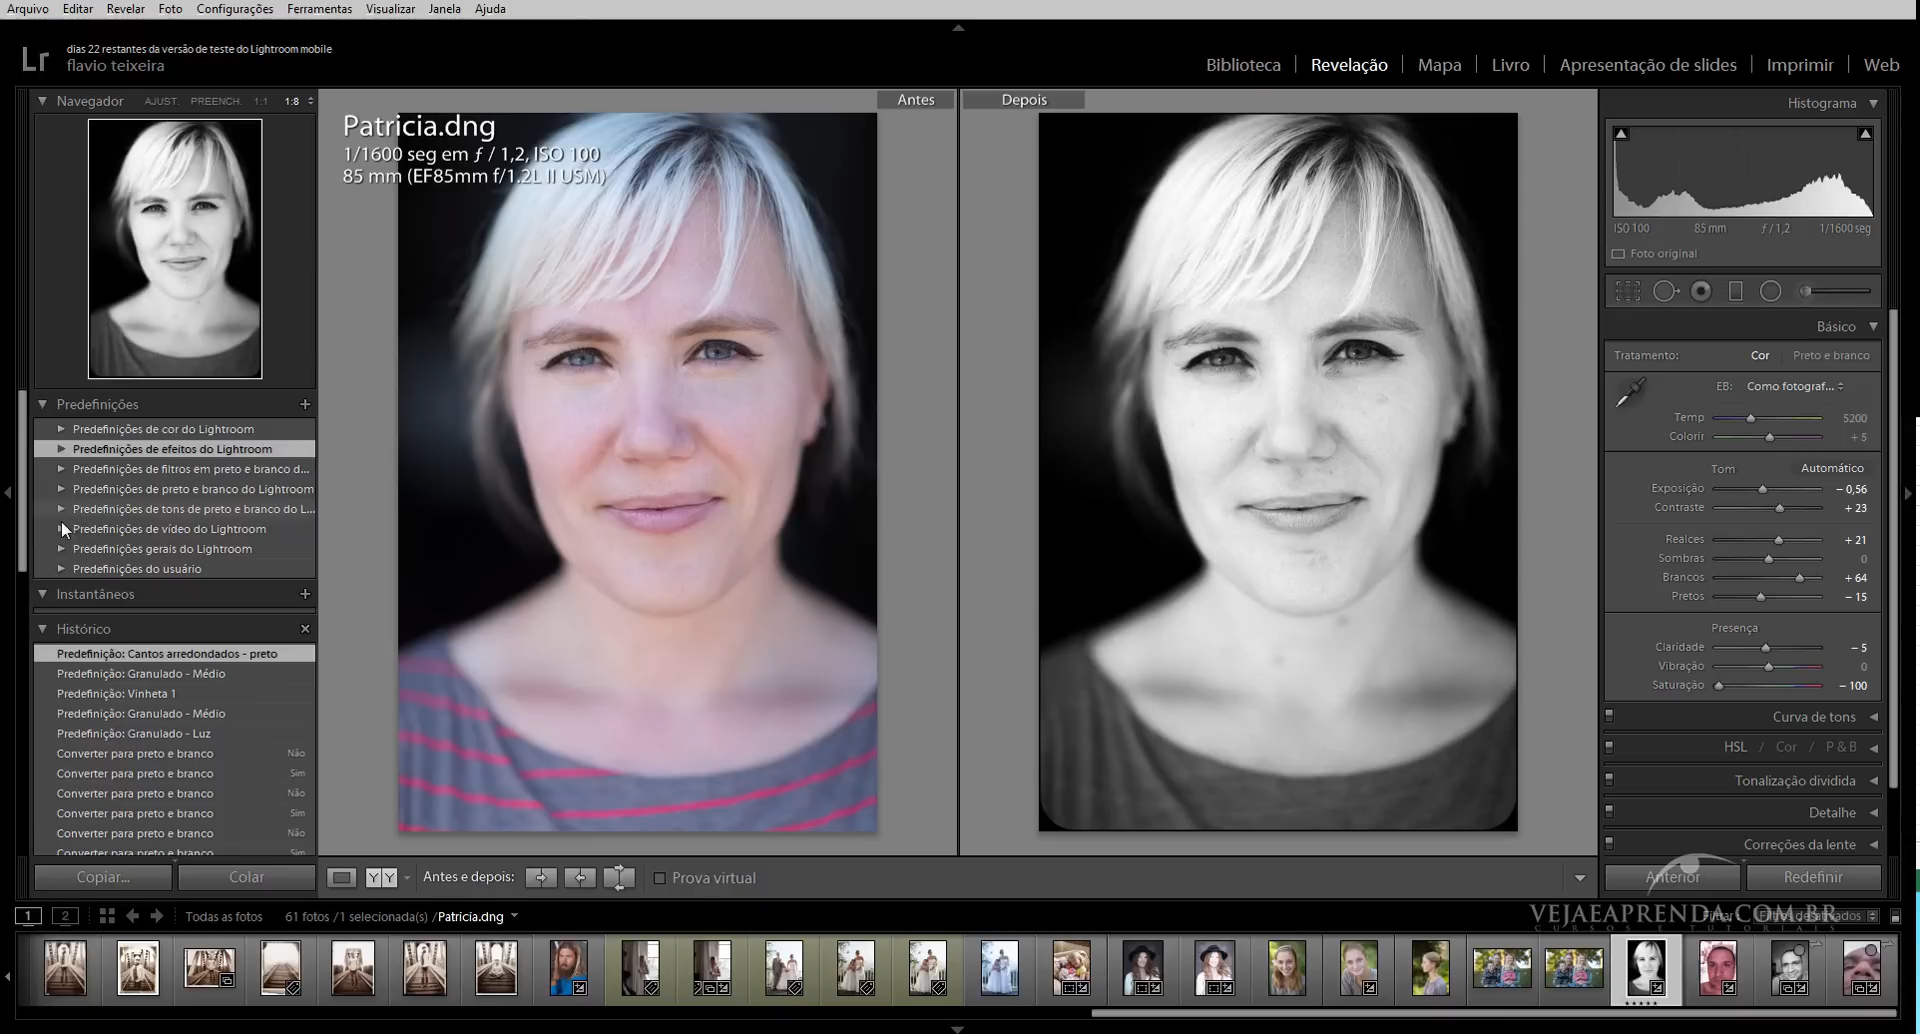 Arquivo Editar Revelar Foto Configurações Ferramentas Visualizar Janela Ajuda
Lr
dias 22 restantes da versão de teste do Lightroom mobile
flavio teixeira
Biblioteca Revelação Mapa Livro Apresentação de slides Imprimir Web
Navegador AJUST. PREENCH. 1:1 1:8
Predefinições +
Predefinições de cor do Lightroom
Predefinições de efeitos do Lightroom
Predefinições de filtros em preto e branco d...
Predefinições de preto e branco do Lightroom
Predefinições de tons de preto e branco do L...
Predefinições de vídeo do Lightroom
Predefinições gerais do Lightroom
Predefinições do usuário
Instantâneos +
Histórico
Predefinição: Cantos arredondados - preto
Predefinição: Granulado - Médio
Predefinição: Vinheta 1
Predefinição: Granulado - Médio
Predefinição: Granulado - Luz
Converter para preto e branco Não
Converter para preto e branco Sim
Converter para preto e branco Não
Converter para preto e branco Sim
Converter para preto e branco Não
Converter para preto e branco Sim
Copiar... Colar
Antes Depois
Patricia.dng
1/1600 seg em ƒ / 1,2, ISO 100
85 mm (EF85mm f/1.2L II USM)
YY Antes e depois: Prova virtual
Histograma
ISO 100 85 mm ƒ / 1,2 1/1600 seg
Foto original
Básico
Tratamento: Cor Preto e branco
EB: Como fotograf...
Temp 5200
Colorir + 5
Tom Automático
Exposição − 0,56
Contraste + 23
Realces + 21
Sombras 0
Brancos + 64
Pretos − 15
Presença
Claridade − 5
Vibração 0
Saturação − 100
Curva de tons
HSL / Cor / P & B
Tonalização dividida
Detalhe
Correções da lente
Anterior Redefinir
1 2 Todas as fotos 61 fotos /1 selecionada(s) /Patricia.dng
Filtrar: Filtros desativados
VEJAEAPRENDA.COM.BR
CURSOS E TUTORIAIS